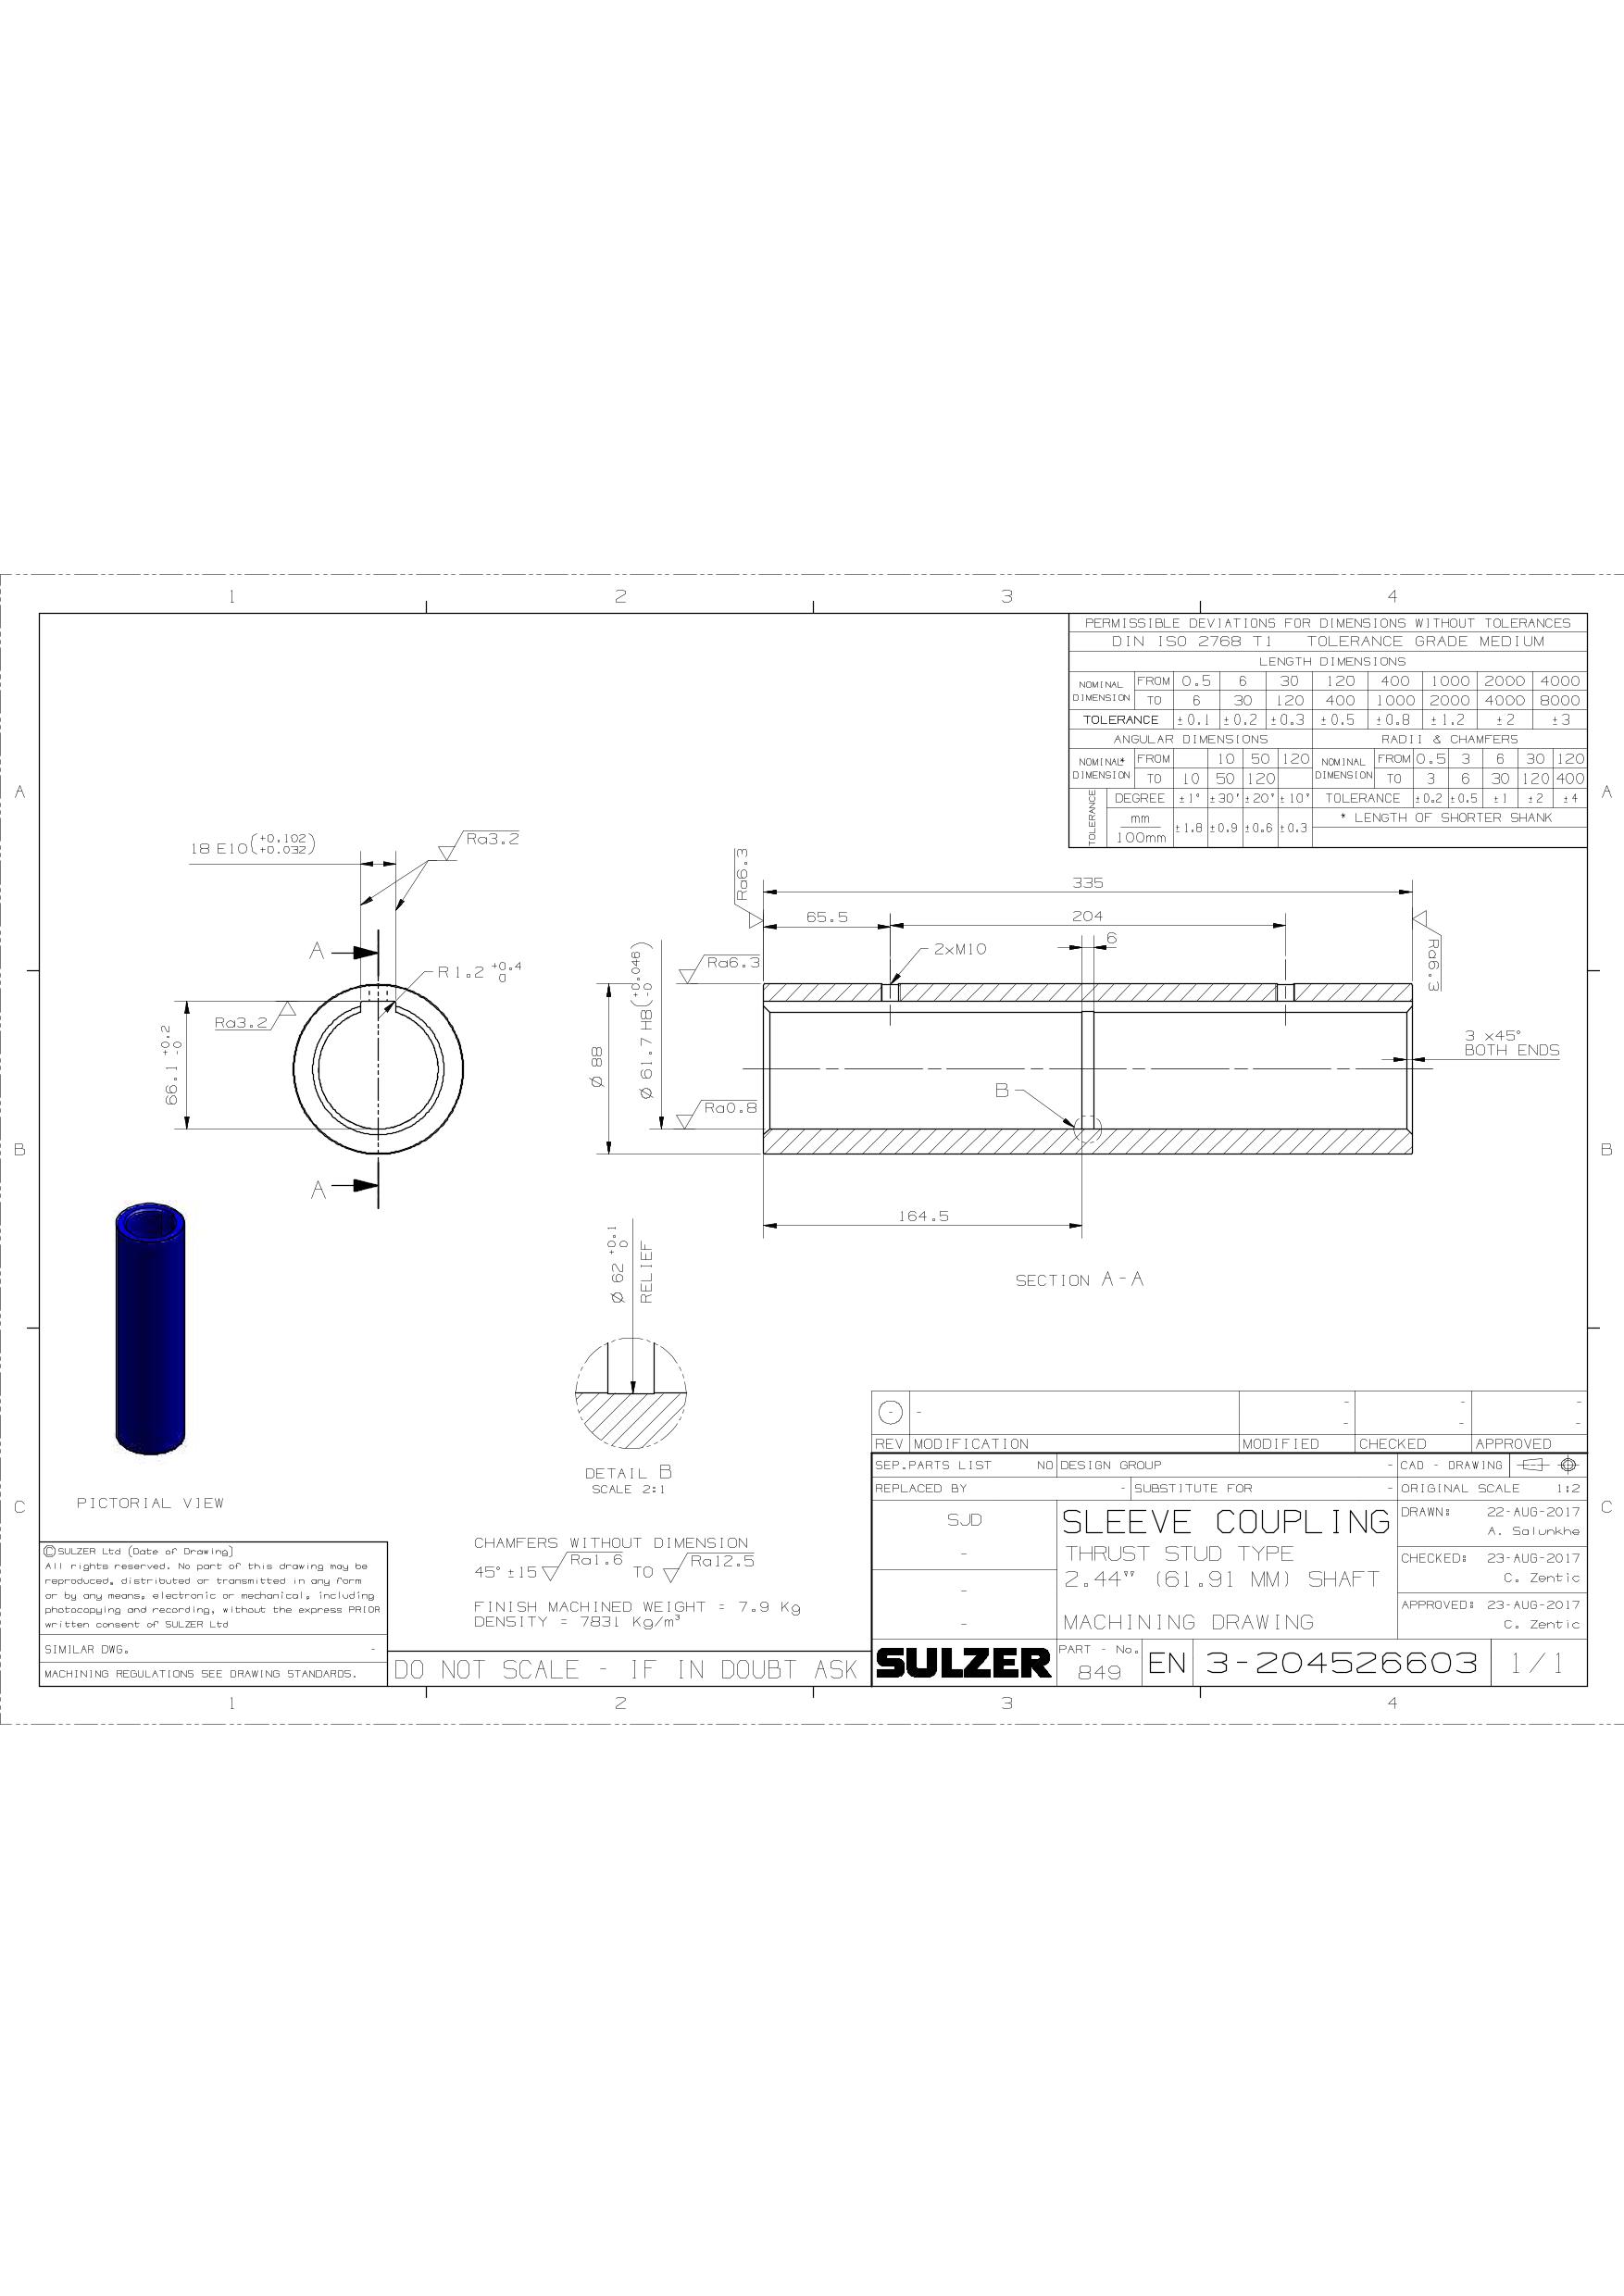 1 2 3 4
PERMISSIBLE DEVIATIONS FOR DIMENSIONS WITHOUT TOLERANCES
DIN ISO 2768 T1 TOLERANCE GRADE MEDIUM
LENGTH DIMENSIONS
NOMINAL DIMENSION FROM 0.5 6 30 120 400 1000 2000 4000
TO 6 30 120 400 1000 2000 4000 8000
TOLERANCE ±0.1 ±0.2 ±0.3 ±0.5 ±0.8 ±1.2 ±2 ±3
ANGULAR DIMENSIONS RADII & CHAMFERS
NOMINAL* DIMENSION FROM 10 50 120 NOMINAL DIMENSION FROM 0.5 3 6 30 120
TO 10 50 120 TO 3 6 30 120 400
TOLERANCE DEGREE ±1° ±30' ±20' ±10' TOLERANCE ±0.2 ±0.5 ±1 ±2 ±4
mm
100mm ±1.8 ±0.9 ±0.6 ±0.3 * LENGTH OF SHORTER SHANK
A A
18 E10(+0.102 +0.032)
Ra3.2
A
R1.2 +0.4 0
Ra3.2
66.1 +0.2 -0
A
335
65.5
204
6
2xM10
Ra6.3
Ra6.3
Ra6.3
Ø 88
Ø 61.7 H8(+0.046 -0)
Ra0.8
B
3 x45°
BOTH ENDS
164.5
SECTION A-A
B B
Ø 62 +0.1 0
RELIEF
DETAIL B
SCALE 2:1
PICTORIAL VIEW
C C
CHAMFERS WITHOUT DIMENSION
45° ±15 Ra1.6 TO Ra12.5
FINISH MACHINED WEIGHT = 7.9 Kg
DENSITY = 7831 Kg/m³
©SULZER Ltd (Date of Drawing)
All rights reserved. No part of this drawing may be
reproduced, distributed or transmitted in any form
or by any means, electronic or mechanical, including
photocopying and recording, without the express PRIOR
written consent of SULZER Ltd
SIMILAR DWG. -
MACHINING REGULATIONS SEE DRAWING STANDARDS.
DO NOT SCALE - IF IN DOUBT ASK
- - - - -
- - -
REV MODIFICATION MODIFIED CHECKED APPROVED
SEP.PARTS LIST NO DESIGN GROUP - CAD - DRAWING
REPLACED BY - SUBSTITUTE FOR - ORIGINAL SCALE 1:2
SJD
-
-
-
SLEEVE COUPLING
THRUST STUD TYPE
2.44" (61.91 MM) SHAFT
MACHINING DRAWING
DRAWN: 22-AUG-2017
A. Salunkhe
CHECKED: 23-AUG-2017
C. Zentic
APPROVED: 23-AUG-2017
C. Zentic
SULZER
PART - No.
849
EN 3-204526603 1/1
1 2 3 4